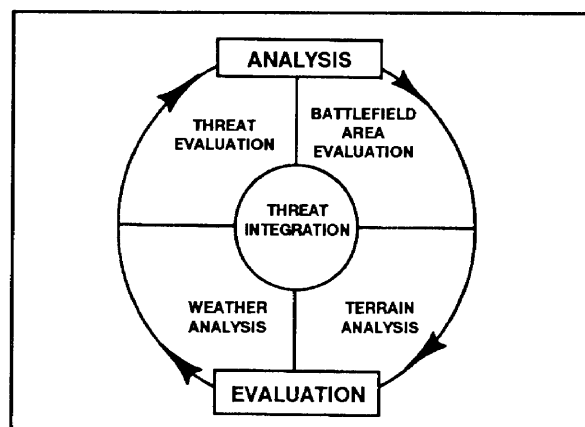 ANALYSIS
THREAT
EVALUATION
BATTLEFIELD
AREA
EVALUATION
THREAT
INTEGRATION
WEATHER
ANALYSIS
TERRAIN
ANALYSIS
EVALUATION